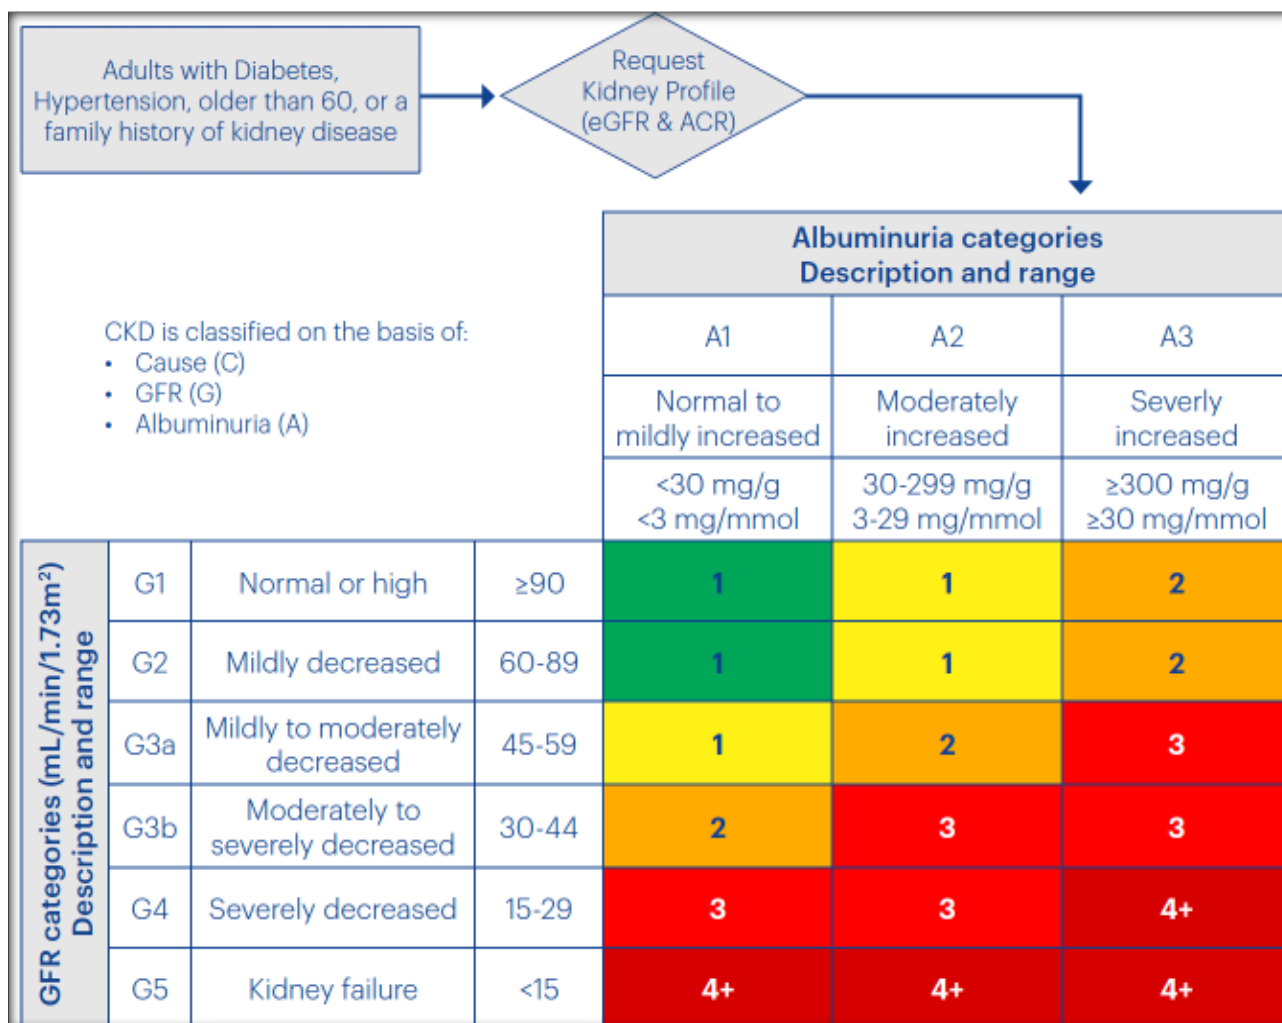 Adults with Diabetes,
Hypertension, older than 60, or a
family history of kidney disease
Request
Kidney Profile
(eGFR & ACR)
Albuminuria categories
Description and range
CKD is classified on the basis of:
• Cause (C)
• GFR (G)
• Albuminuria (A)
A1
A2
A3
Normal to
mildly increased
Moderately
increased
Severly
increased
<30 mg/g
<3 mg/mmol
30-299 mg/g
3-29 mg/mmol
≥300 mg/g
≥30 mg/mmol
GFR categories (mL/min/1.73m²)
Description and range
G1 Normal or high ≥90 1 1 2
G2 Mildly decreased 60-89 1 1 2
G3a Mildly to moderately
decreased 45-59 1 2 3
G3b Moderately to
severely decreased 30-44 2 3 3
G4 Severely decreased 15-29 3 3 4+
G5 Kidney failure <15 4+ 4+ 4+